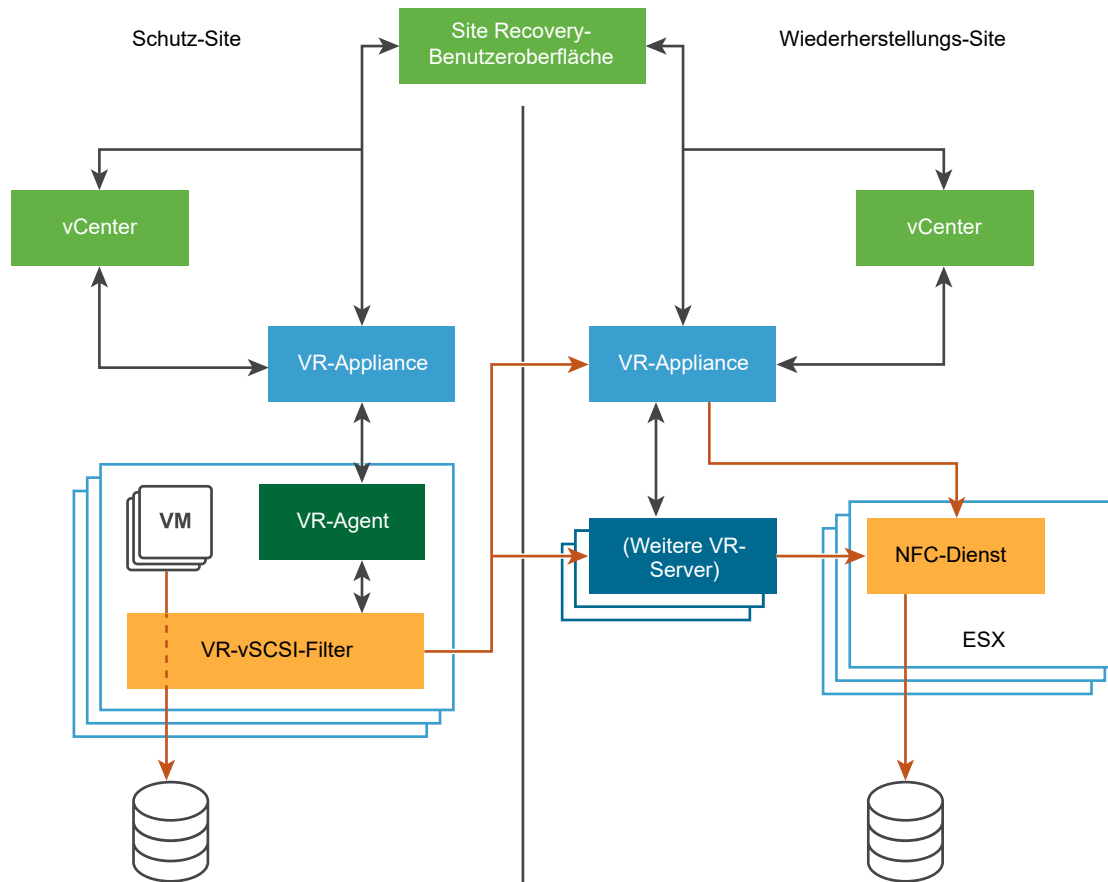 Schutz-Site
Site Recovery-
Benutzeroberfläche
Wiederherstellungs-Site
vCenter
vCenter
VR-Appliance
VR-Appliance
VM
VR-Agent
(Weitere VR-
Server)
NFC-Dienst
VR-vSCSI-Filter
ESX